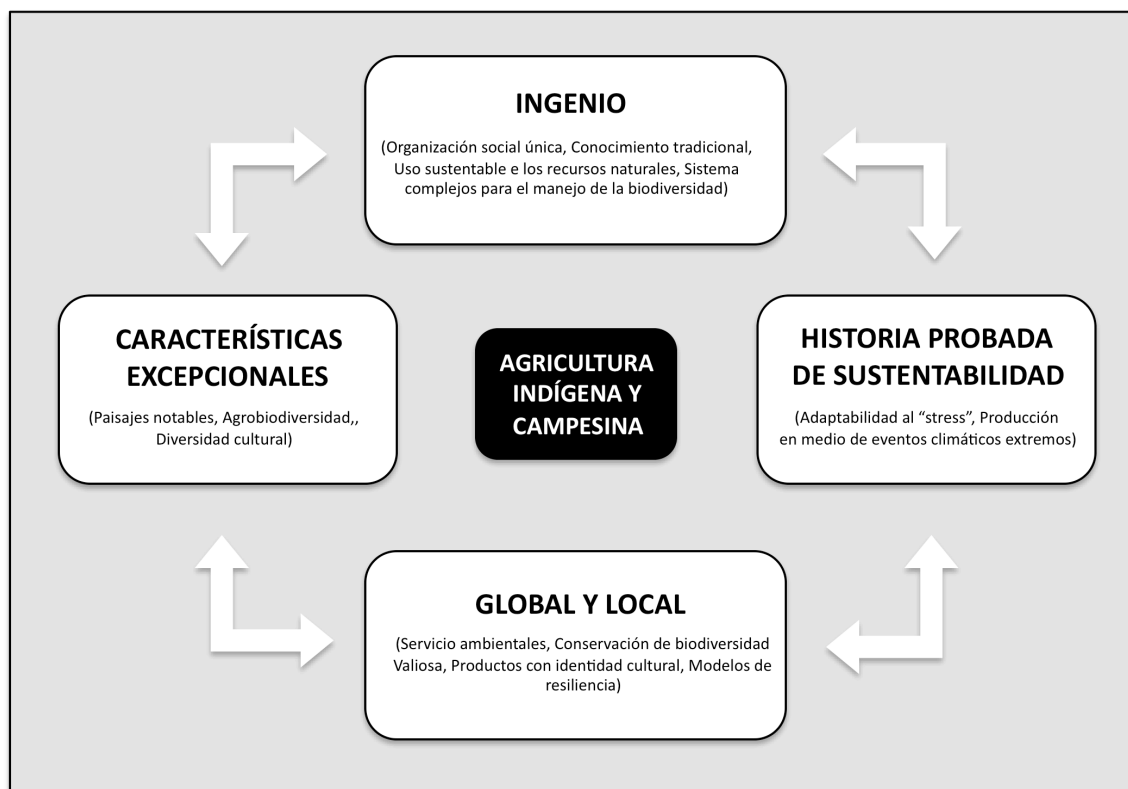 INGENIO
(Organización social única, Conocimiento tradicional,
Uso sustentable e los recursos naturales, Sistema
complejos para el manejo de la biodiversidad)
CARACTERÍSTICAS
EXCEPCIONALES
(Paisajes notables, Agrobiodiversidad,,
Diversidad cultural)
AGRICULTURA
INDÍGENA Y
CAMPESINA
HISTORIA PROBADA
DE SUSTENTABILIDAD
(Adaptabilidad al “stress”, Producción
en medio de eventos climáticos extremos)
GLOBAL Y LOCAL
(Servicio ambientales, Conservación de biodiversidad
Valiosa, Productos con identidad cultural, Modelos de
resiliencia)